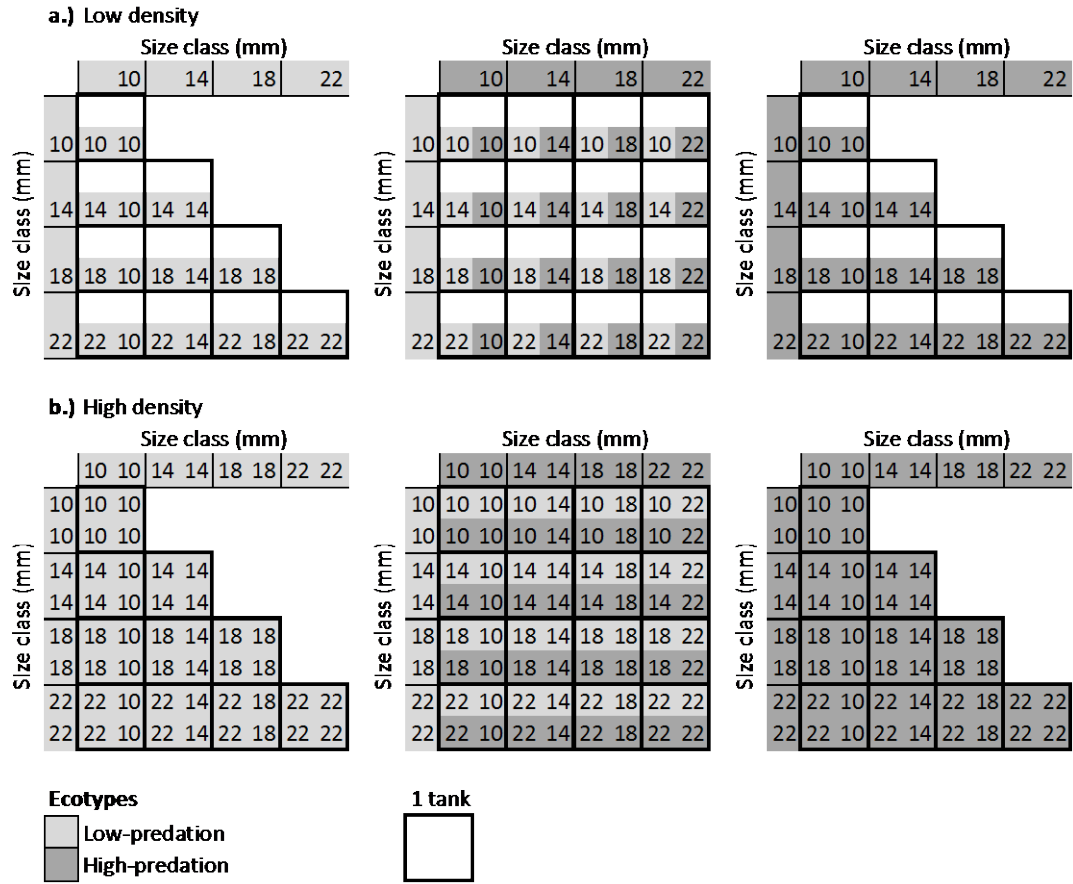 a.) Low density
Size class (mm)
Size class (mm)
10 14 18 22
10 10 10
14 14 10 14 14
18 18 10 18 14 18 18
22 22 10 22 14 22 18 22 22
Size class (mm)
Size class (mm)
10 14 18 22
10 10 10 10 14 10 18 10 22
14 14 10 14 14 14 18 14 22
18 18 10 18 14 18 18 18 22
22 22 10 22 14 22 18 22 22
Size class (mm)
Size class (mm)
10 14 18 22
10 10 10
14 14 10 14 14
18 18 10 18 14 18 18
22 22 10 22 14 22 18 22 22
b.) High density
Size class (mm)
Size class (mm)
10 10 14 14 18 18 22 22
10 10 10
10 10 10
14 14 10 14 14
14 14 10 14 14
18 18 10 18 14 18 18
18 18 10 18 14 18 18
22 22 10 22 14 22 18 22 22
22 22 10 22 14 22 18 22 22
Size class (mm)
Size class (mm)
10 10 14 14 18 18 22 22
10 10 10 10 14 10 18 10 22
10 10 10 10 14 10 18 10 22
14 14 10 14 14 14 18 14 22
14 14 10 14 14 14 18 14 22
18 18 10 18 14 18 18 18 22
18 18 10 18 14 18 18 18 22
22 22 10 22 14 22 18 22 22
22 22 10 22 14 22 18 22 22
Size class (mm)
Size class (mm)
10 10 14 14 18 18 22 22
10 10 10
10 10 10
14 14 10 14 14
14 14 10 14 14
18 18 10 18 14 18 18
18 18 10 18 14 18 18
22 22 10 22 14 22 18 22 22
22 22 10 22 14 22 18 22 22
Ecotypes
Low-predation
High-predation
1 tank